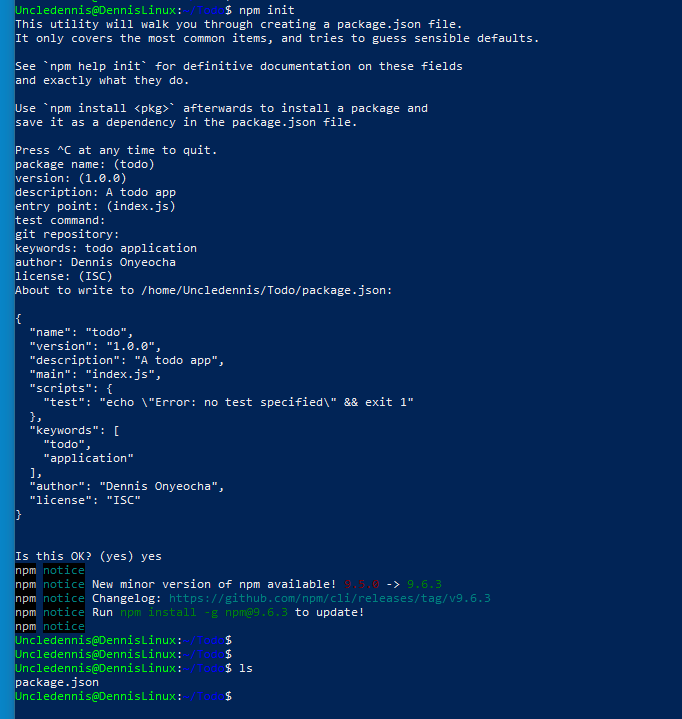 Uncledennis@DennisLinux:~/Todo$ npm init
This utility will walk you through creating a package.json file.
It only covers the most common items, and tries to guess sensible defaults.
See `npm help init` for definitive documentation on these fields
and exactly what they do.
Use `npm install <pkg>` afterwards to install a package and
save it as a dependency in the package.json file.
Press ^C at any time to quit.
package name: (todo)
version: (1.0.0)
description: A todo app
entry point: (index.js)
test command:
git repository:
keywords: todo application
author: Dennis Onyeocha
license: (ISC)
About to write to /home/Uncledennis/Todo/package.json:
{
  "name": "todo",
  "version": "1.0.0",
  "description": "A todo app",
  "main": "index.js",
  "scripts": {
    "test": "echo \"Error: no test specified\" && exit 1"
  },
  "keywords": [
    "todo",
    "application"
  ],
  "author": "Dennis Onyeocha",
  "license": "ISC"
}
Is this OK? (yes) yes
npm notice
npm notice New minor version of npm available! 9.5.0 -> 9.6.3
npm notice Changelog: https://github.com/npm/cli/releases/tag/v9.6.3
npm notice Run npm install -g npm@9.6.3 to update!
npm notice
Uncledennis@DennisLinux:~/Todo$
Uncledennis@DennisLinux:~/Todo$
Uncledennis@DennisLinux:~/Todo$ ls
package.json
Uncledennis@DennisLinux:~/Todo$